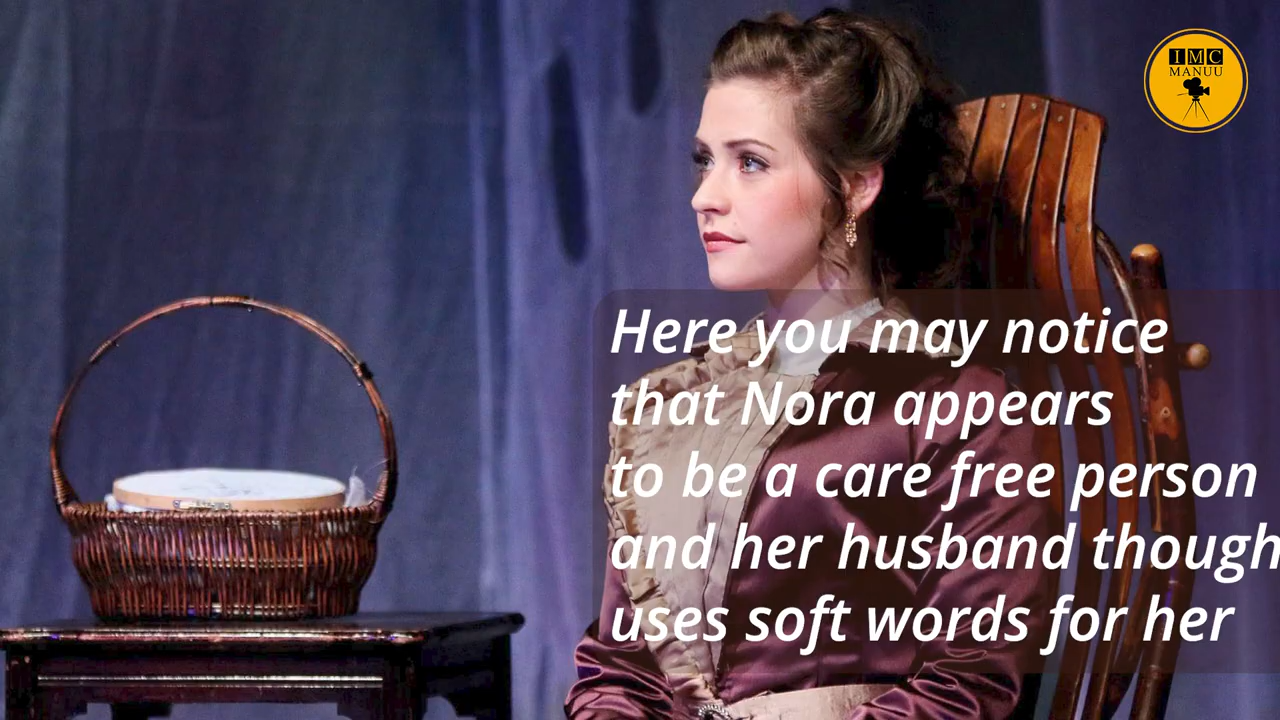 IMC
MANUU
Here you may notice
that Nora appears
to be a care free person
and her husband though
uses soft words for her